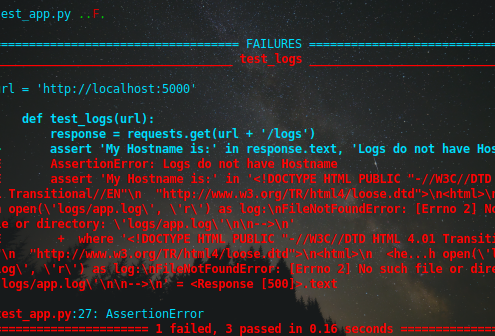 test_app.py ..F.
================================== FAILURES ==========================
__________________________________ test_logs __________________________
url = 'http://localhost:5000'
def test_logs(url):
response = requests.get(url + '/logs')
assert 'My Hostname is:' in response.text, 'Logs do not have Hos
E AssertionError: Logs do not have Hostname
E assert 'My Hostname is:' in '<!DOCTYPE HTML PUBLIC "-//W3C//DTD
Transitional//EN"\n "http://www.w3.org/TR/html4/loose.dtd">\n<html>\n
open(\'logs/app.log\', \'r\') as log:\nFileNotFoundError: [Errno 2] No
or directory: \'logs/app.log\'\n\n-->\n'
E + where '<!DOCTYPE HTML PUBLIC "-//W3C//DTD HTML 4.01 Transiti
\n "http://www.w3.org/TR/html4/loose.dtd">\n<html>\n <he...h open(\'l
log\', \'r\') as log:\nFileNotFoundError: [Errno 2] No such file or dire
logs/app.log\'\n\n-->\n' = <Response [500]>.text
test_app.py:27: AssertionError
===================== 1 failed, 3 passed in 0.16 seconds ==============